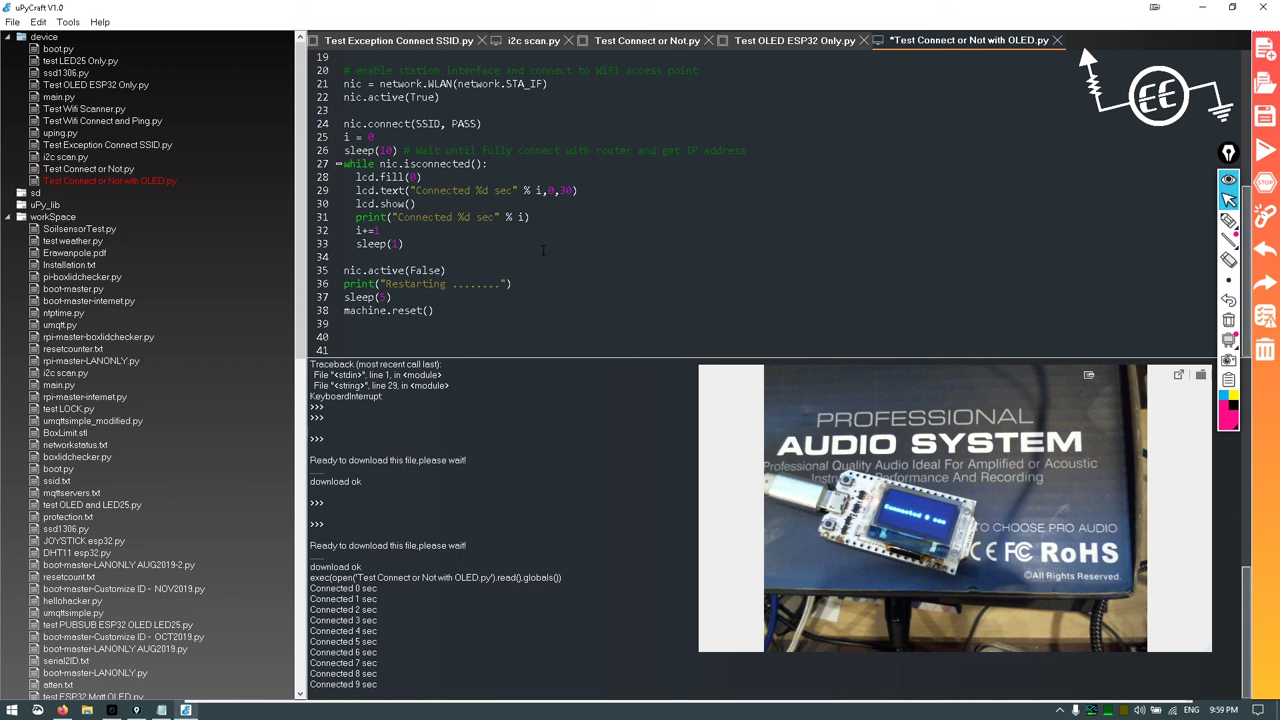 uPyCraft V1.0
File Edit Tools Help
device
boot.py
test LED25 Only.py
ssd1306.py
Test OLED ESP32 Only.py
main.py
Test Wifi Scanner.py
Test Wifi Connect and Ping.py
uping.py
Test Exception Connect SSID.py
i2c scan.py
Test Connect or Not.py
Test Connect or Not with OLED.py
sd
uPy_lib
workSpace
SoilsensorTest.py
test weather.py
Erawanpole.pdf
Installation.txt
pi-boxlidchecker.py
boot-master.py
boot-master-internet.py
ntptime.py
umqtt.py
rpi-master-boxlidchecker.py
resetcounter.txt
rpi-master-LANONLY.py
i2c scan.py
main.py
rpi-master-internet.py
test LOCK.py
umqttsimple_modified.py
BoxLimit.stl
networkstatus.txt
boxlidchecker.py
boot.py
ssid.txt
mqttservers.txt
test OLED and LED25.py
protection.txt
ssd1306.py
JOYSTICK esp32.py
DHT11 esp32.py
boot-master-LANONLY AUG2019-2.py
resetcount.txt
boot-master-Customize ID - NOV2019.py
hellohacker.py
umqttsimple.py
test PUBSUB ESP32 OLED LED25.py
boot-master-Customize ID - OCT2019.py
boot-master-LANONLY AUG2019.py
serial2ID.txt
boot-master-LANONLY.py
atten.txt
test ESP32 Mqtt OLED.py
Test Exception Connect SSID.py
i2c scan.py
Test Connect or Not.py
Test OLED ESP32 Only.py
*Test Connect or Not with OLED.py
19
20 # enable station interface and connect to WiFi access point
21 nic = network.WLAN(network.STA_IF)
22 nic.active(True)
23
24 nic.connect(SSID, PASS)
25 i = 0
26 sleep(10) # Wait until fully connect with router and get IP address
27 while nic.isconnected():
28 lcd.fill(0)
29 lcd.text("Connected %d sec" % i,0,30)
30 lcd.show()
31 print("Connected %d sec" % i)
32 i+=1
33 sleep(1)
34
35 nic.active(False)
36 print("Restarting ........")
37 sleep(5)
38 machine.reset()
39
40
41
Traceback (most recent call last):
File "<stdin>", line 1, in <module>
File "<string>", line 29, in <module>
KeyboardInterrupt:
>>>
>>>
>>>
Ready to download this file,please wait!
......
download ok
>>>
>>>
Ready to download this file,please wait!
......
download ok
exec(open('Test Connect or Not with OLED.py').read(),globals())
Connected 0 sec
Connected 1 sec
Connected 2 sec
Connected 3 sec
Connected 4 sec
Connected 5 sec
Connected 6 sec
Connected 7 sec
Connected 8 sec
Connected 9 sec
EE
PROFESSIONAL
AUDIO SYSTEM
Professional Quality Audio Ideal For Amplified or Acoustic
Performance And Recording
Connected 8 sec
TO CHOOSE PRO AUDIO
CE FC RoHS
©All Rights Reserved.
ENG
9:59 PM